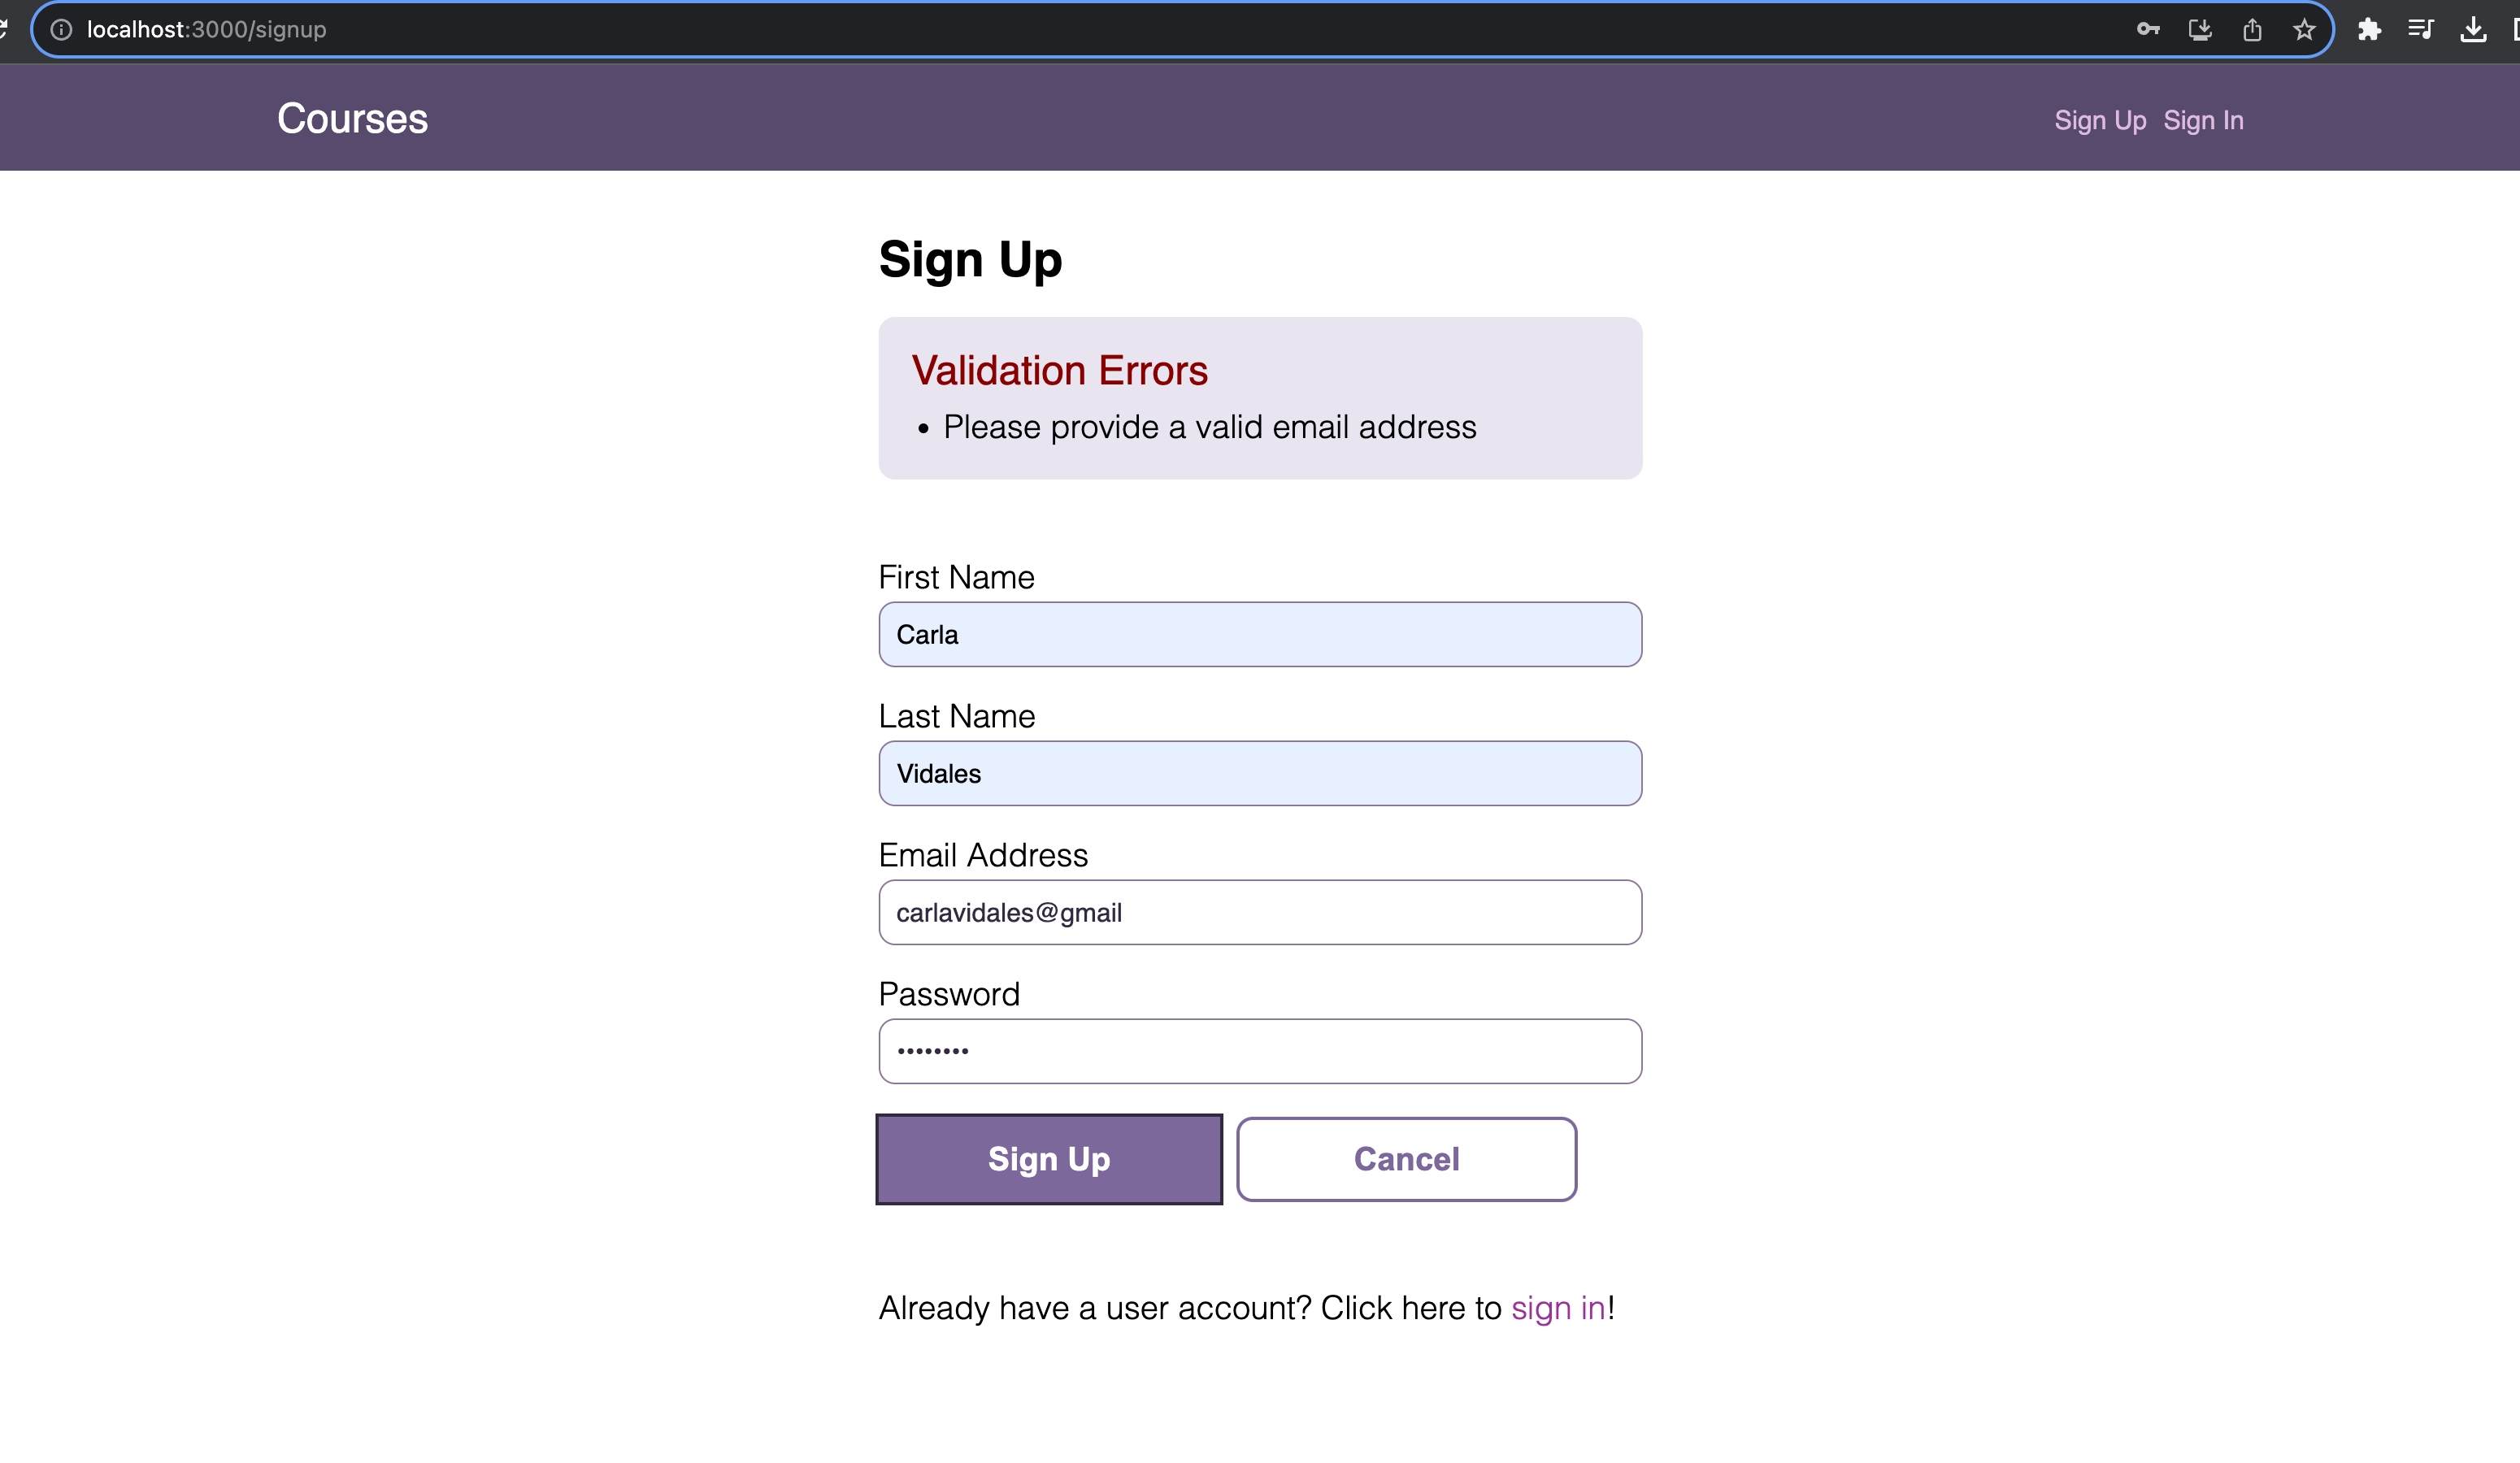 localhost:3000/signup
Courses
Sign Up Sign In
Sign Up
Validation Errors
• Please provide a valid email address
First Name
Carla
Last Name
Vidales
Email Address
carlavidales@gmail
Password
••••••••
Sign Up Cancel
Already have a user account? Click here to sign in!